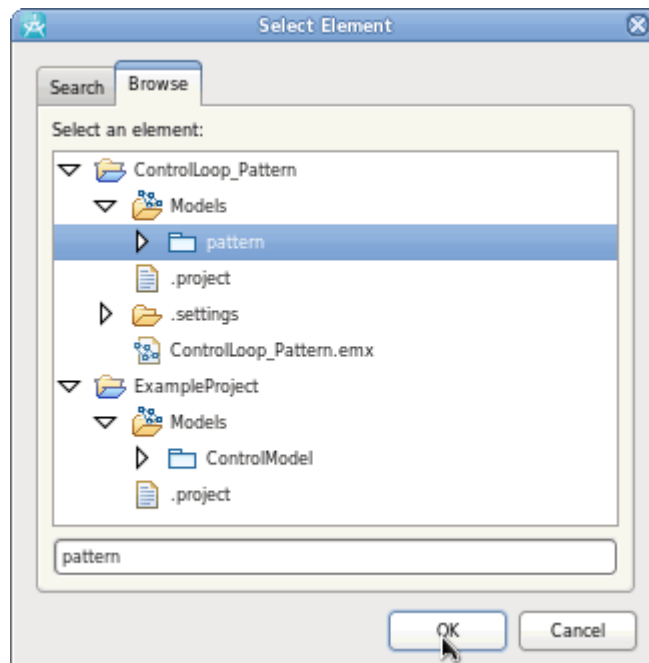 Select Element
Search Browse
Select an element:
ControlLoop_Pattern
Models
pattern
.project
.settings
ControlLoop_Pattern.emx
ExampleProject
Models
ControlModel
.project
pattern
OK Cancel